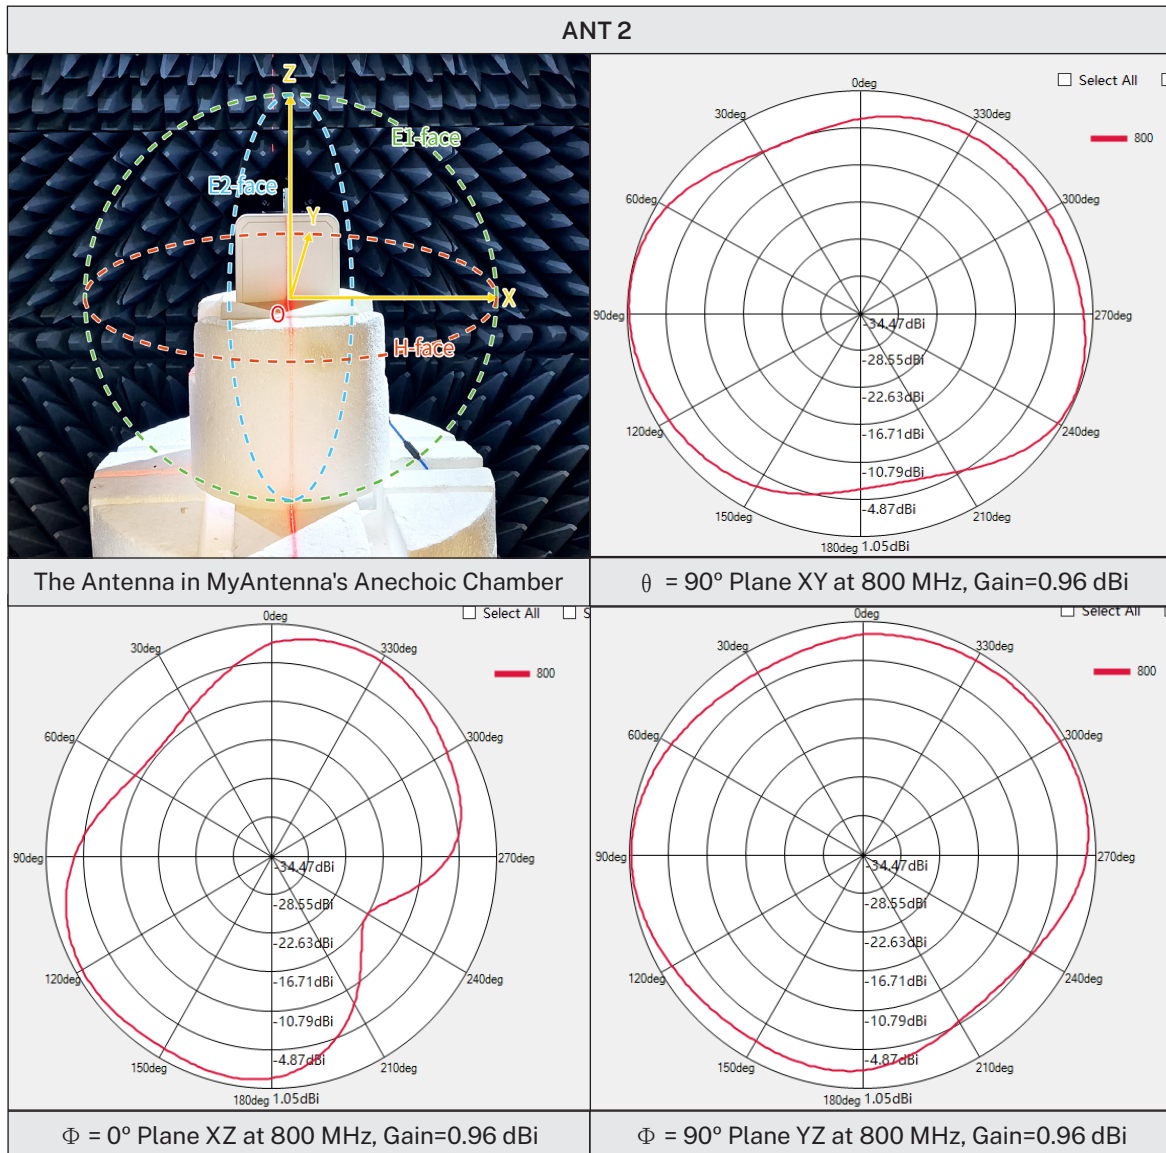 ANT 2
Z
E1-face
E2-face
Y
X
O
H-face
Select All
0deg
30deg
330deg
800
60deg
300deg
90deg
270deg
-34.47dBi
-28.55dBi
-22.63dBi
-16.71dBi
120deg
240deg
-10.79dBi
-4.87dBi
150deg
210deg
180deg 1.05dBi
The Antenna in MyAntenna's Anechoic Chamber
θ = 90° Plane XY at 800 MHz, Gain=0.96 dBi
0deg
Select All
S
30deg
330deg
800
60deg
300deg
90deg
270deg
-34.47dBi
-28.55dBi
-22.63dBi
-16.71dBi
120deg
240deg
-10.79dBi
-4.87dBi
150deg
210deg
180deg 1.05dBi
0deg
Select All
30deg
330deg
800
60deg
300deg
90deg
270deg
-34.47dBi
-28.55dBi
-22.63dBi
-16.71dBi
120deg
240deg
-10.79dBi
-4.87dBi
150deg
210deg
180deg 1.05dBi
Φ = 0° Plane XZ at 800 MHz, Gain=0.96 dBi
Φ = 90° Plane YZ at 800 MHz, Gain=0.96 dBi